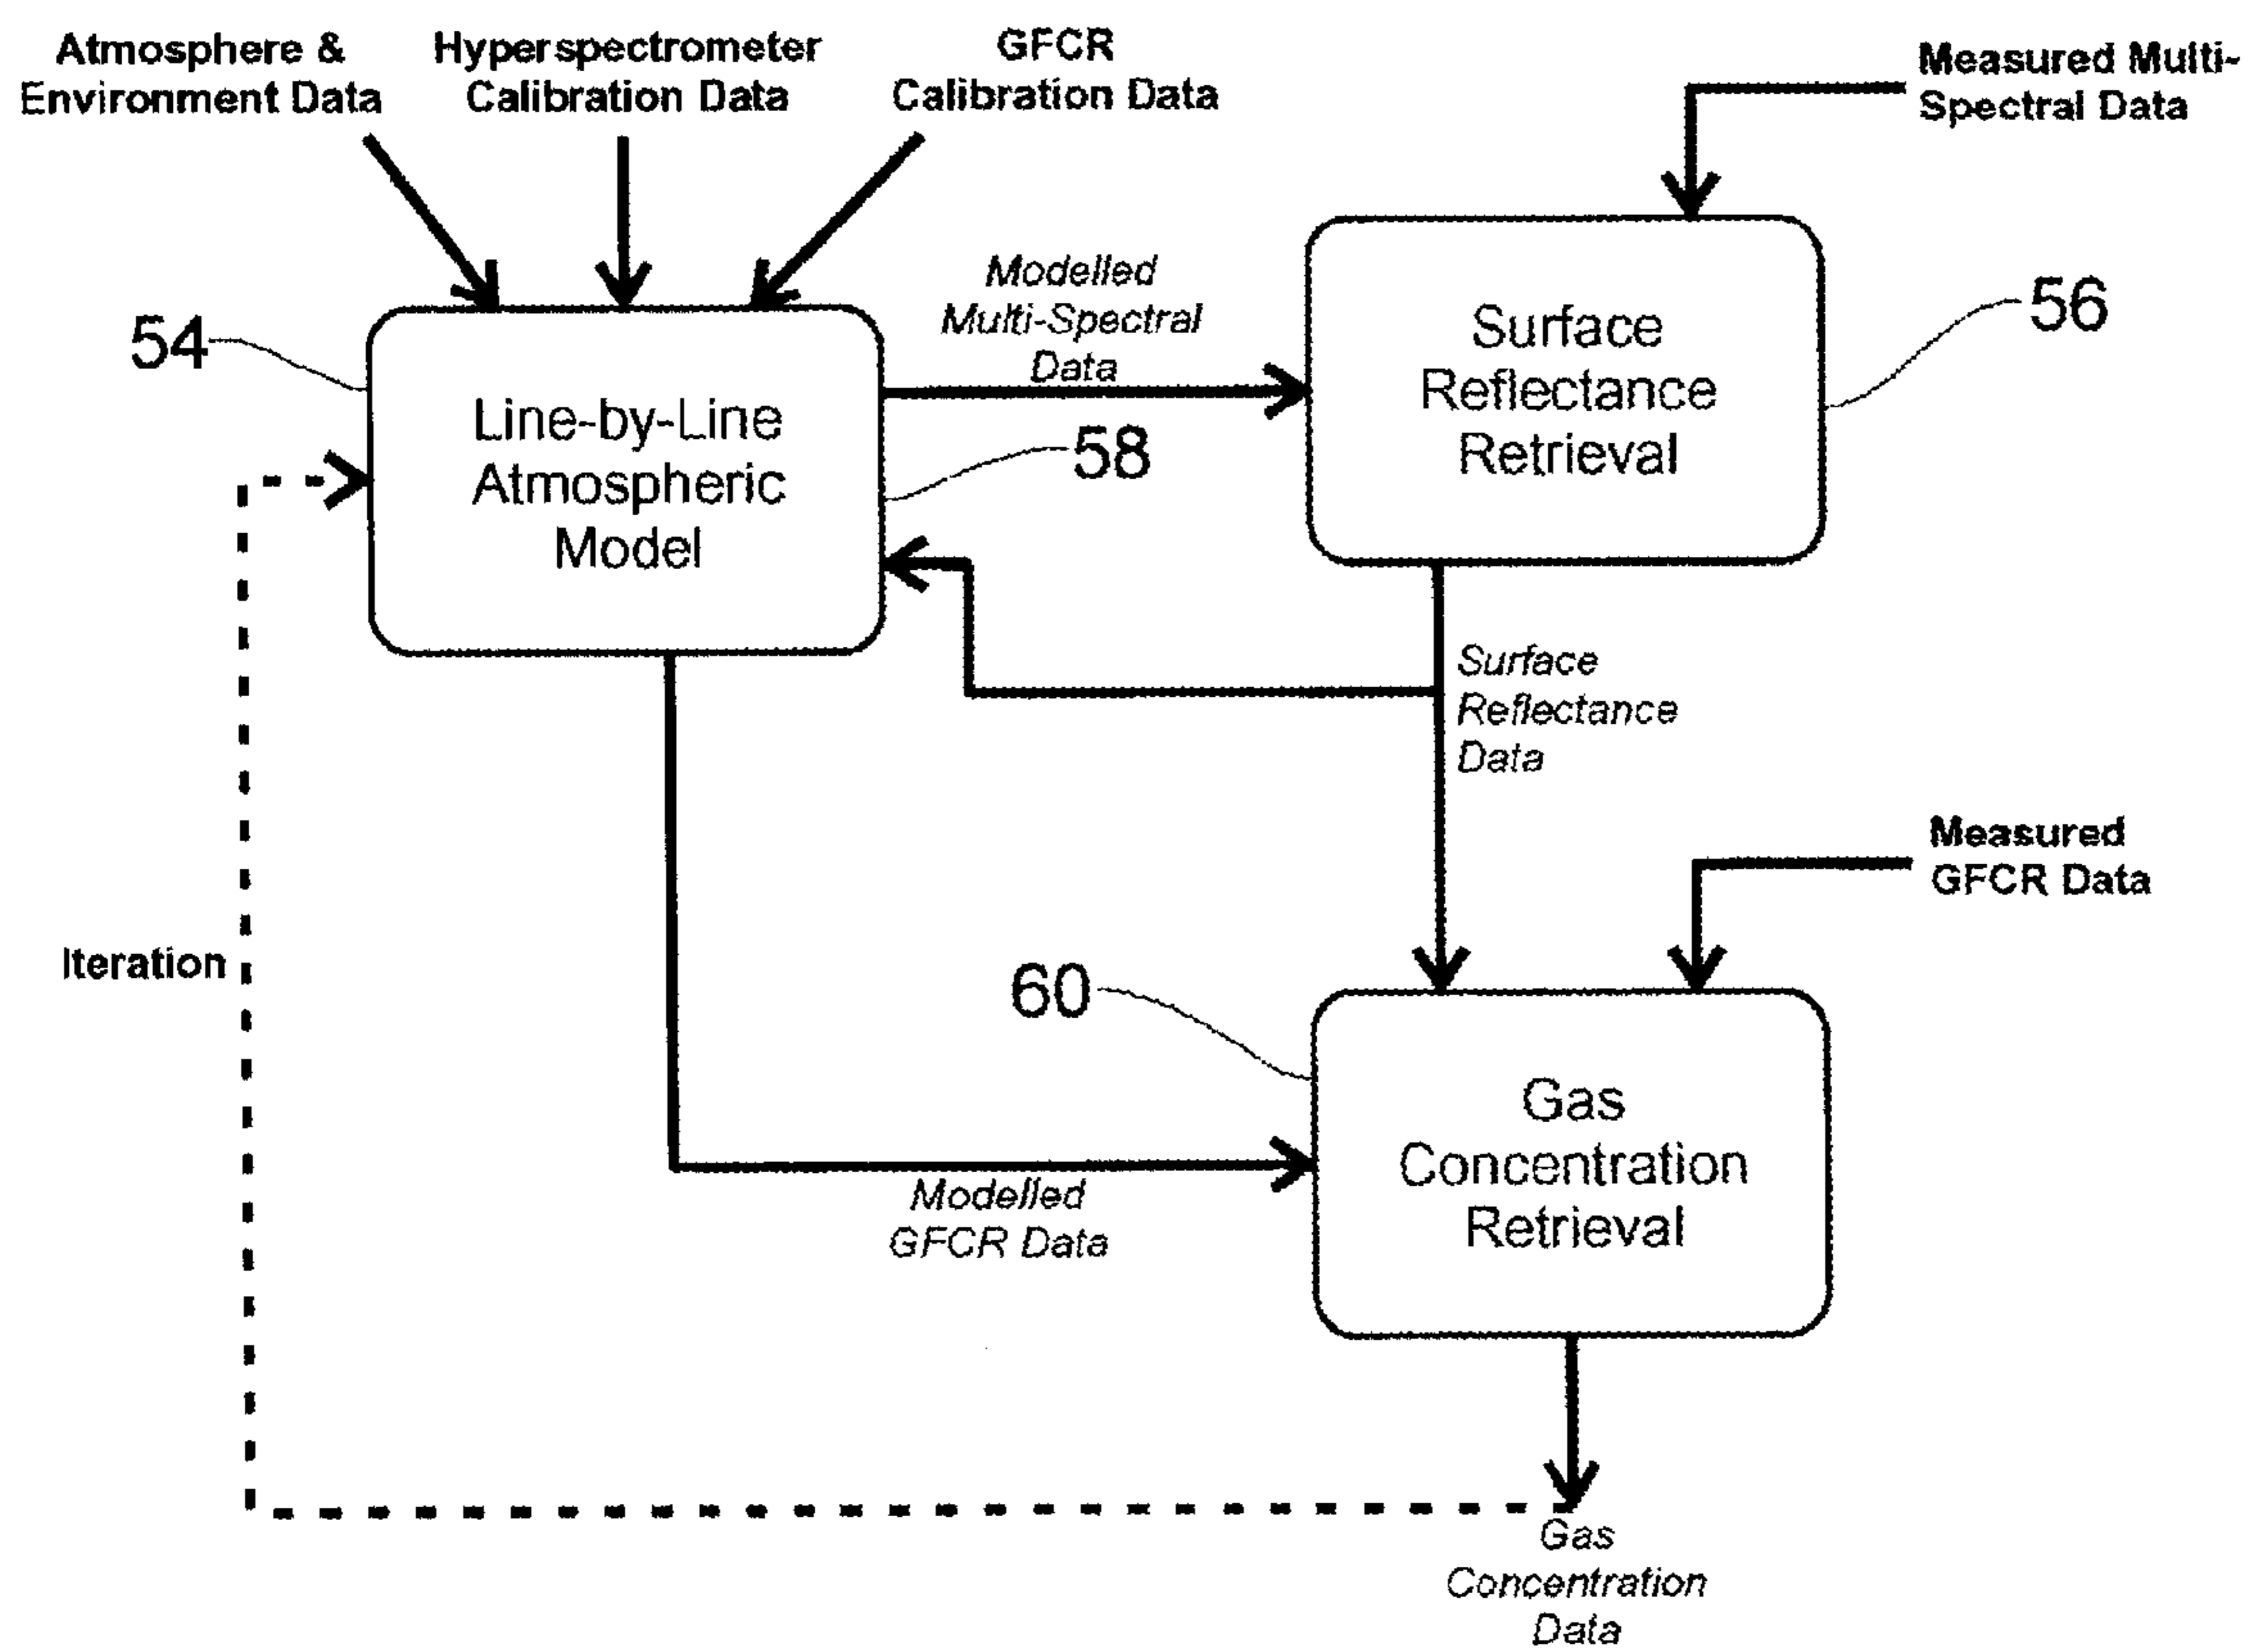 Atmosphere &
Environment Data
Hyperspectrometer
Calibration Data
GFCR
Calibration Data
Measured Multi-
Spectral Data
54
Line-by-Line
Atmospheric
Model
Modelled
Multi-Spectral
Data
58
Surface
Reflectance
Retrieval
56
Surface
Reflectance
Data
Measured
GFCR Data
Iteration
60
Gas
Concentration
Retrieval
Modelled
GFCR Data
Gas
Concentration
Data